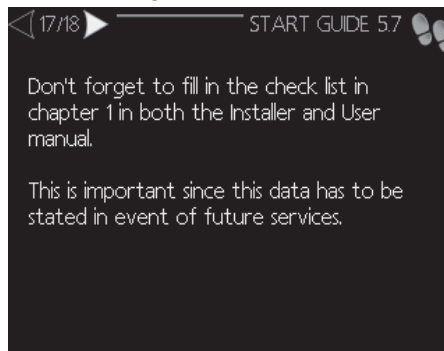 17/18
START GUIDE 5.7
Don't forget to fill in the check list in
chapter 1 in both the Installer and User
manual.
This is important since this data has to be
stated in event of future services.